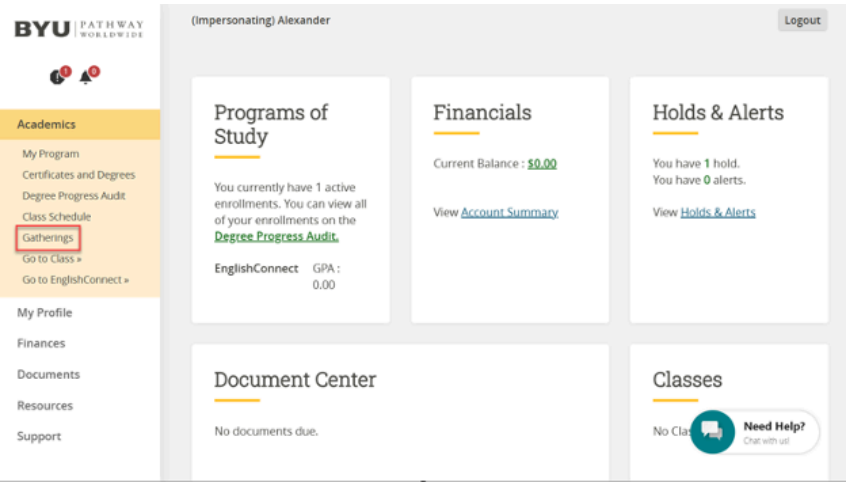 BYU PATHWAY
WORLDWIDE
(Impersonating) Alexander
Logout
1
0
Academics
My Program
Certificates and Degrees
Degree Progress Audit
Class Schedule
Gatherings
Go to Class »
Go to EnglishConnect »
My Profile
Finances
Documents
Resources
Support
Programs of
Study
You currently have 1 active
enrollments. You can view all
of your enrollments on the
Degree Progress Audit.
EnglishConnect GPA :
0.00
Financials
Current Balance : $0.00
View Account Summary
Holds & Alerts
You have 1 hold.
You have 0 alerts.
View Holds & Alerts
Document Center
No documents due.
Classes
No Clas
Need Help?
Chat with us!